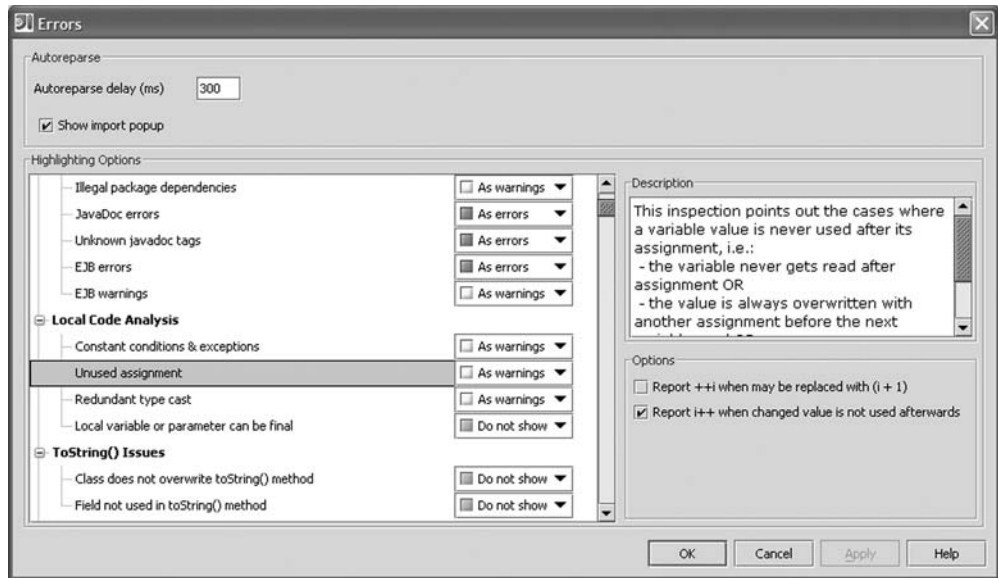 Errors
Autoreparse
Autoreparse delay (ms) 300
Show import popup
Highlighting Options
Illegal package dependencies As warnings
JavaDoc errors As errors
Unknown javadoc tags As errors
EJB errors As errors
EJB warnings As warnings
Local Code Analysis
Constant conditions & exceptions As warnings
Unused assignment As warnings
Redundant type cast As warnings
Local variable or parameter can be final Do not show
ToString() Issues
Class does not overwrite toString() method Do not show
Field not used in toString() method Do not show
Description
This inspection points out the cases where
a variable value is never used after its
assignment, i.e.:
- the variable never gets read after
assignment OR
- the value is always overwritten with
another assignment before the next
Options
Report ++i when may be replaced with (i + 1)
Report i++ when changed value is not used afterwards
OK Cancel Apply Help